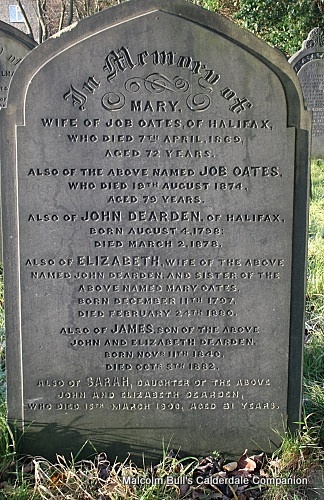 In Memory of
MARY,
WIFE OF JOB OATES, OF HALIFAX,
WHO DIED 7TH APRIL, 1869,
AGED 72 YEARS.
ALSO OF THE ABOVE NAMED JOB OATES,
WHO DIED 19TH AUGUST 1874,
AGED 79 YEARS.
ALSO OF JOHN DEARDEN, OF HALIFAX,
BORN AUGUST 4, 1798;
DIED MARCH 2, 1878.
ALSO OF ELIZABETH, WIFE OF THE ABOVE
NAMED JOHN DEARDEN, AND SISTER OF THE
ABOVE NAMED MARY OATES,
BORN DECEMBER 11TH 1797,
DIED FEBRUARY 24TH 1880.
ALSO OF JAMES, SON OF THE ABOVE
JOHN AND ELIZABETH DEARDEN,
BORN NOVR 11TH 1840,
DIED OCTR 5TH 1882.
ALSO OF SARAH, DAUGHTER OF THE ABOVE
JOHN AND ELIZABETH DEARDEN,
WHO DIED 15TH MARCH AGED 81 YEARS.
Malcolm Bull's Calderdale Companion